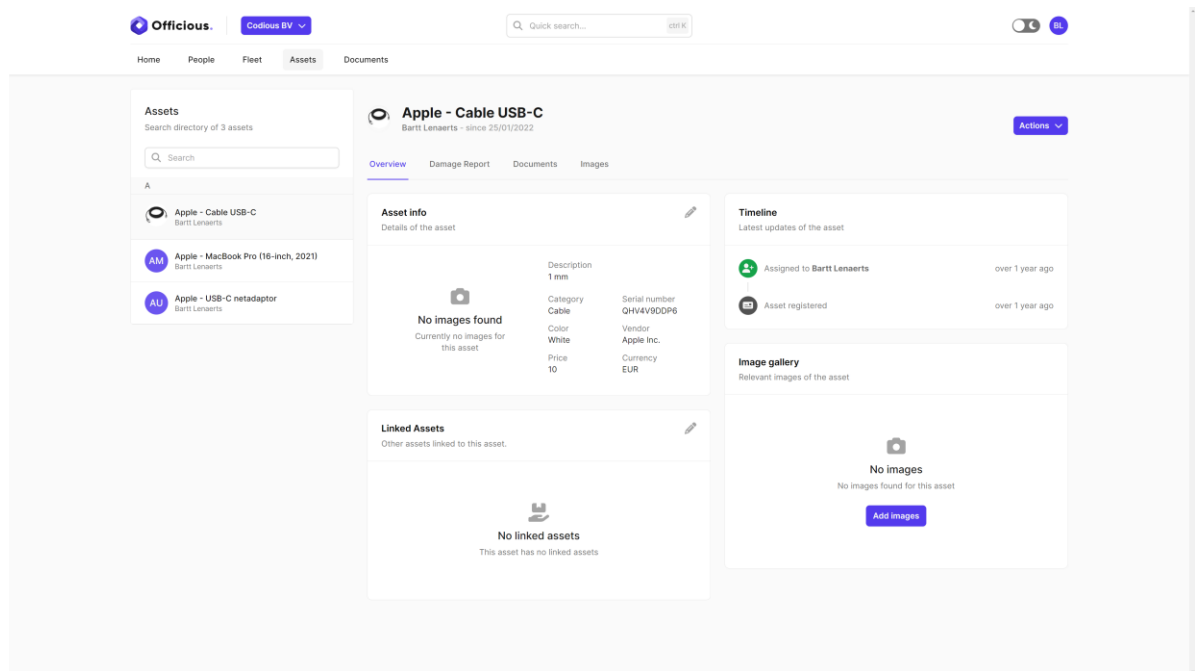 Officious.
Codious BV
Quick search...
ctrl K
BL
Home
People
Fleet
Assets
Documents
Assets
Search directory of 3 assets
Search
A
Apple - Cable USB-C
Bartt Lenaerts
AM
Apple - MacBook Pro (16-inch, 2021)
Bartt Lenaerts
AU
Apple - USB-C netadaptor
Bartt Lenaerts
Apple - Cable USB-C
Bartt Lenaerts - since 25/01/2022
Actions
Overview
Damage Report
Documents
Images
Asset info
Details of the asset
No images found
Currently no images for
this asset
Description
1 mm
Category
Cable
Serial number
QHV4V9DDP6
Color
White
Vendor
Apple Inc.
Price
10
Currency
EUR
Linked Assets
Other assets linked to this asset.
No linked assets
This asset has no linked assets
Timeline
Latest updates of the asset
Assigned to Bartt Lenaerts
over 1 year ago
Asset registered
over 1 year ago
Image gallery
Relevant images of the asset
No images
No images found for this asset
Add images